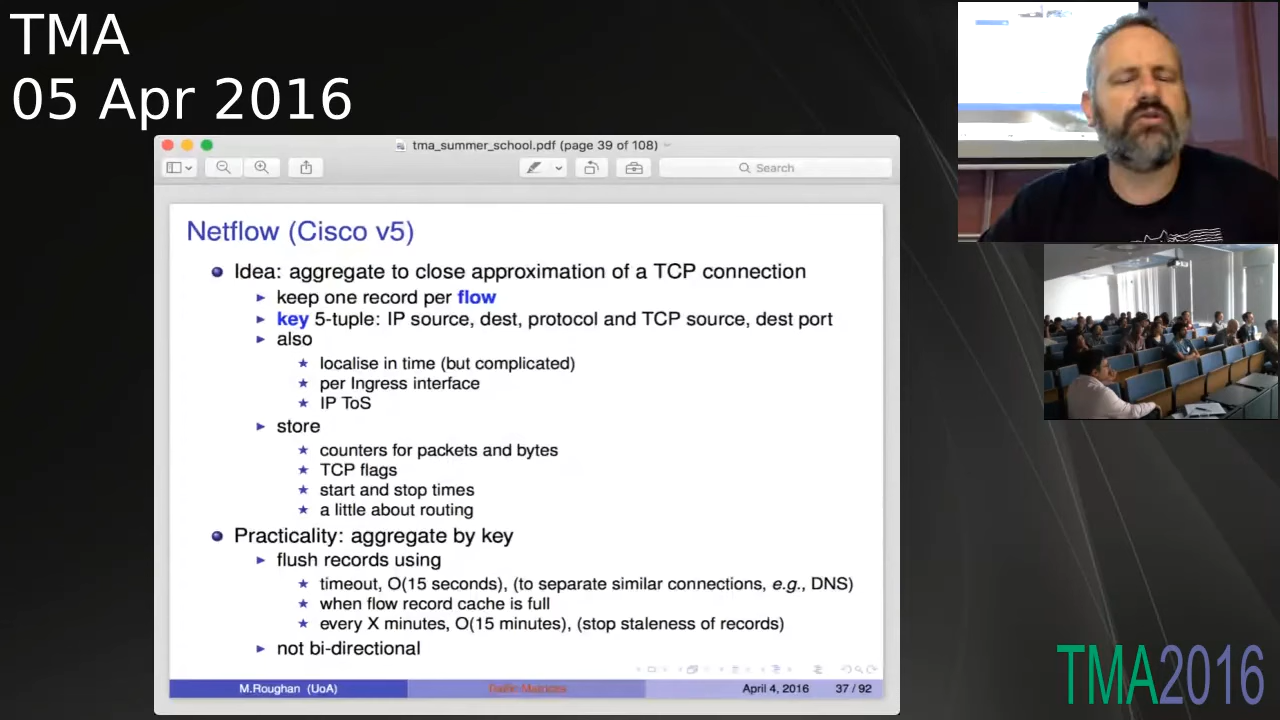 TMA
05 Apr 2016
tma_summer_school.pdf (page 39 of 108)
Search
Netflow (Cisco v5)
Idea: aggregate to close approximation of a TCP connection
keep one record per flow
key 5-tuple: IP source, dest, protocol and TCP source, dest port
also
localise in time (but complicated)
per Ingress interface
IP ToS
store
counters for packets and bytes
TCP flags
start and stop times
a little about routing
Practicality: aggregate by key
flush records using
timeout, O(15 seconds), (to separate similar connections, e.g., DNS)
when flow record cache is full
every X minutes, O(15 minutes), (stop staleness of records)
not bi-directional
M.Roughan (UoA)
Traffic Matrices
April 4, 2016
37 / 92
TMA2016